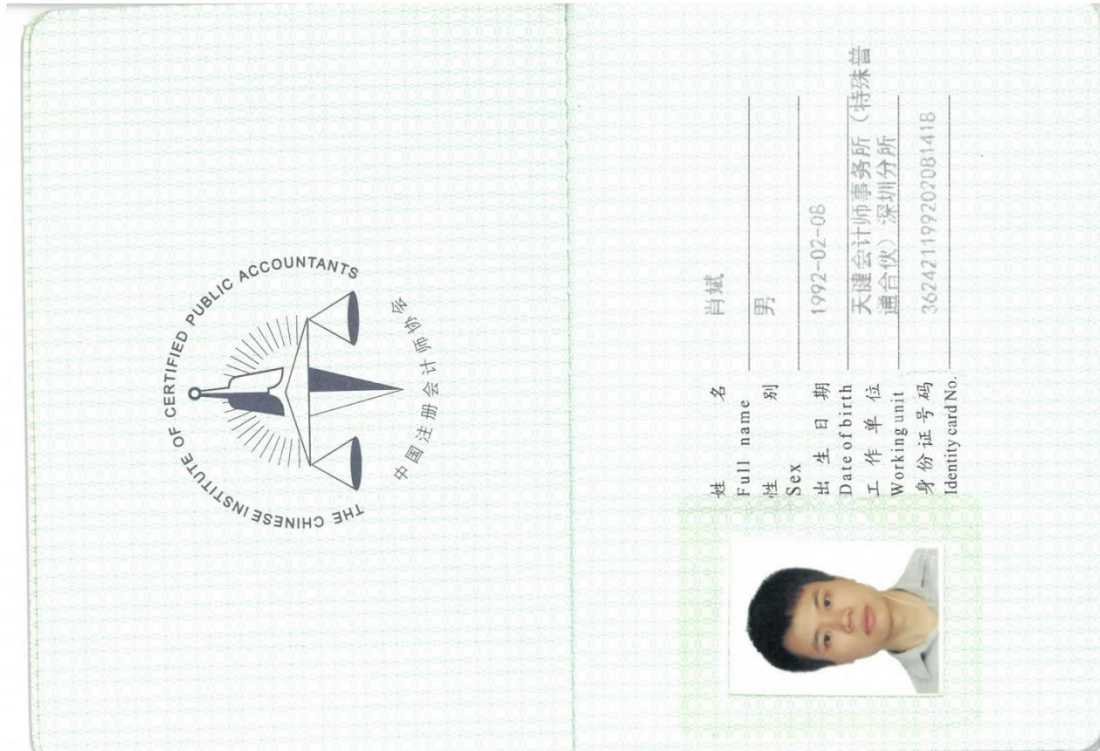 THE CHINESE INSTITUTE OF CERTIFIED PUBLIC ACCOUNTANTS
中国注册会计师协会
姓 名 肖斌
Full name
性 别 男
Sex
出 生 日 期 1992-02-08
Date of birth
工 作 单 位 天健会计师事务所（特殊普
Working unit 通合伙）深圳分所
身份证号码 362421199202081418
Identity card No.